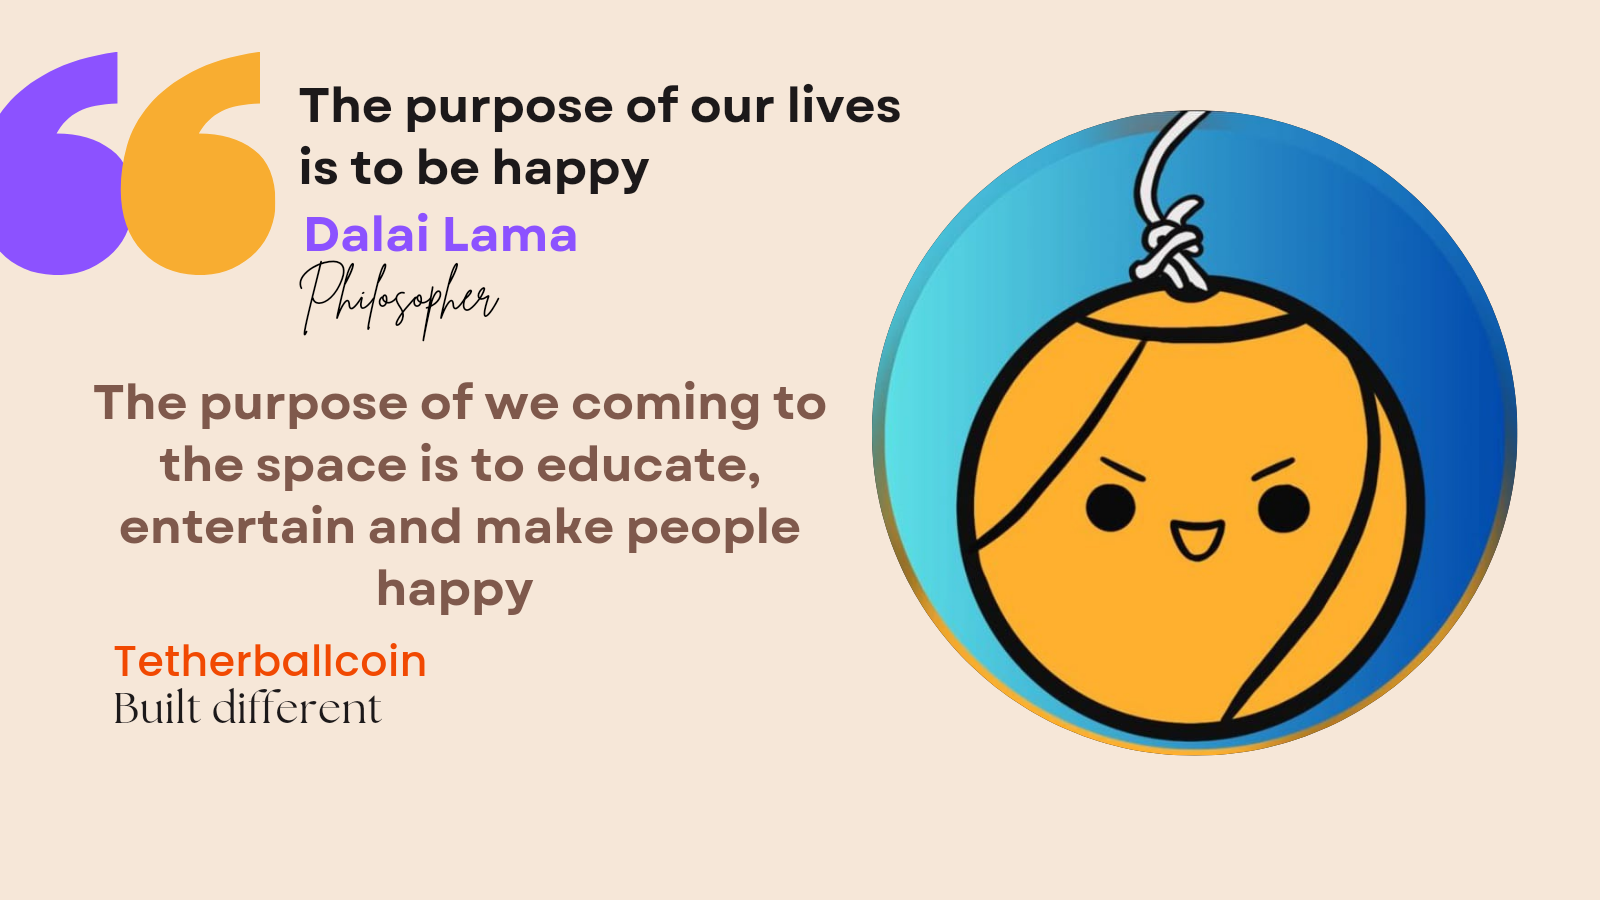 The purpose of our lives
is to be happy
Dalai Lama
Philosopher
The purpose of we coming to
the space is to educate,
entertain and make people
happy
Tetherballcoin
Built different